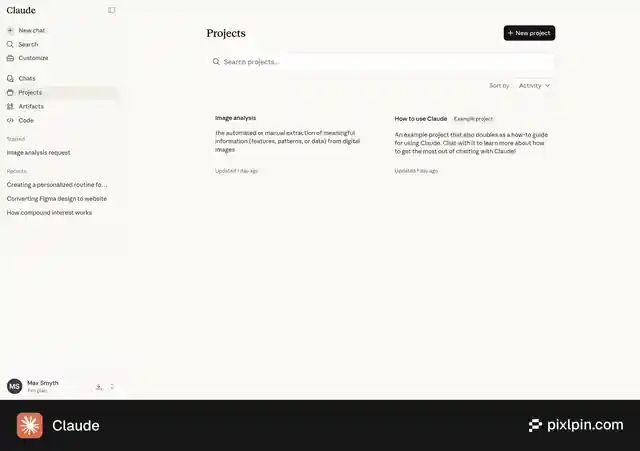 Claude
New chat
Search
Customize
Chats
Projects
Artifacts
Code
Starred
Image analysis request
Recents
Creating a personalized routine fo...
Converting Figma design to website
How compound interest works
MS
Max Smyth
plan
Projects
+ New project
Search projects...
Sort by Activity
Image analysis
the automated or manual extraction of meaningful
information (features, patterns, or data) from digital
images
Updated 1 day ago
How to use Claude Example project
An example project that also doubles as a how-to guide
for using Claude. Chat with it to learn more about how
to get the most out of chatting with Claude!
Updated 1 day ago
Claude
pixlpin.com